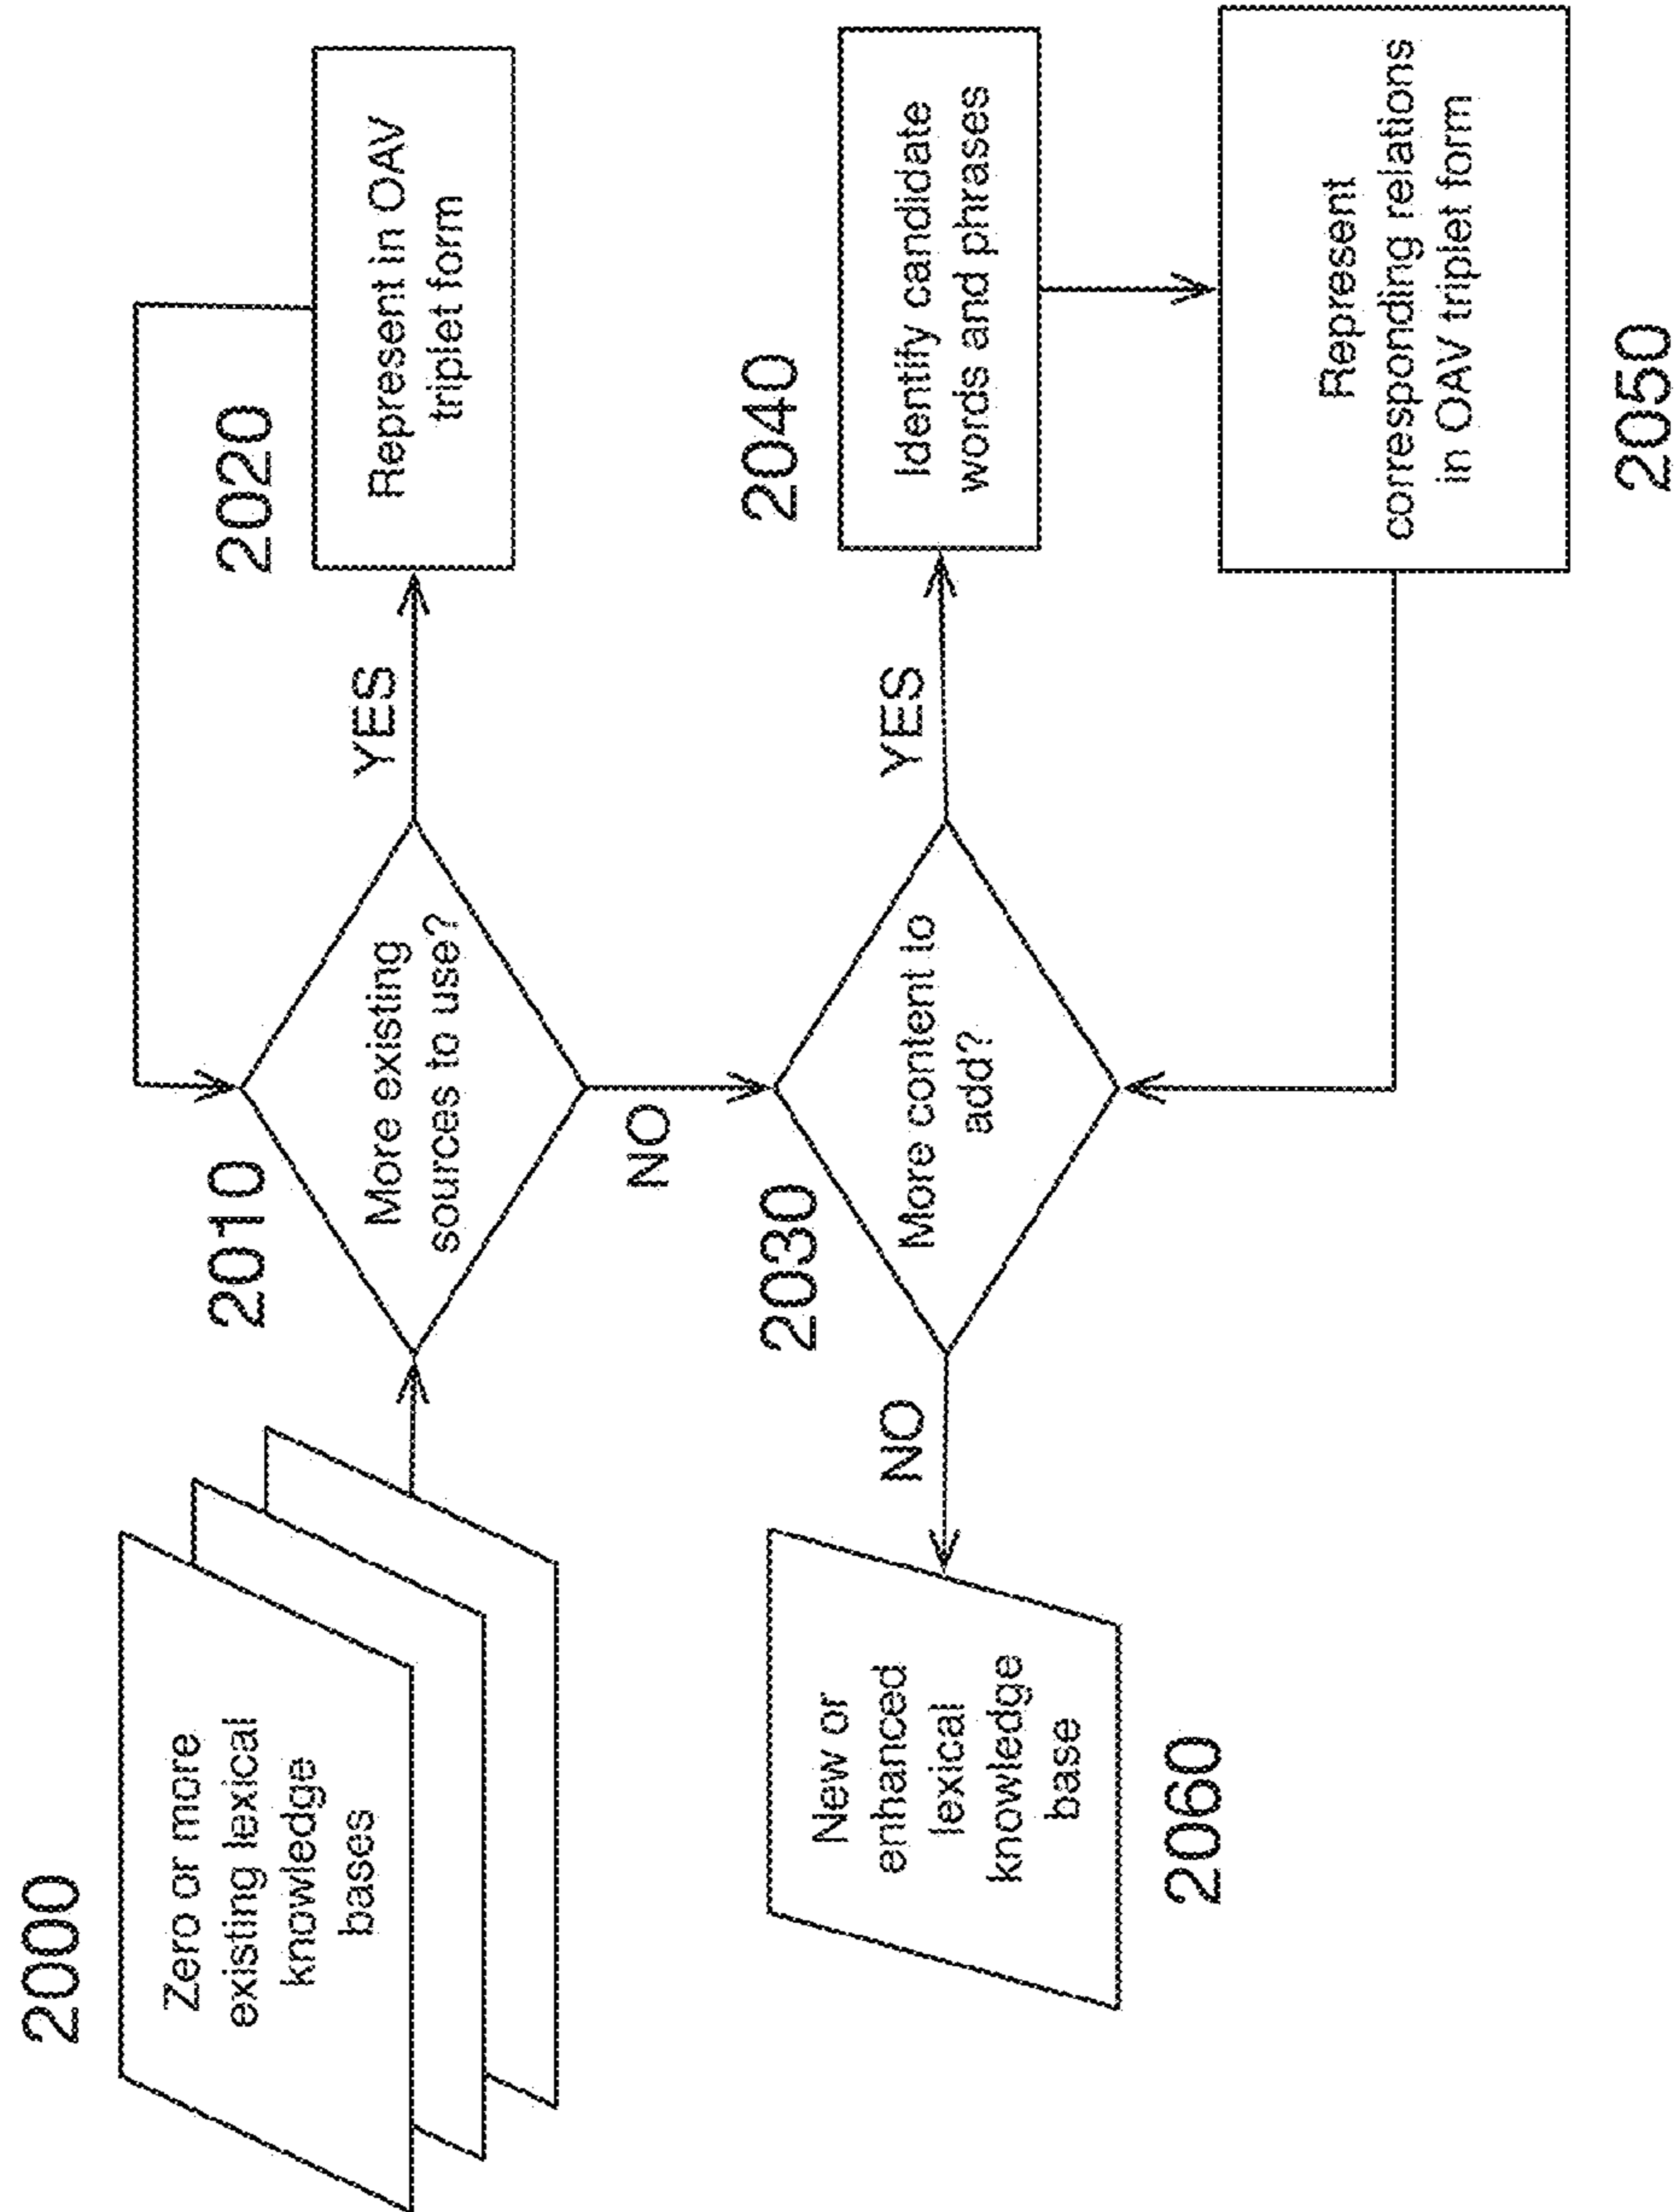 2000
Zero or more
existing lexical
knowledge
bases
2010
More existing
sources to use?
YES
2020
Represent in OAV
triplet form
NO
2030
More content to
add?
YES
2040
Identify candidate
words and phrases
Represent
corresponding relations
in OAV triplet form
2050
NO
New or
enhanced
lexical
knowledge
base
2060